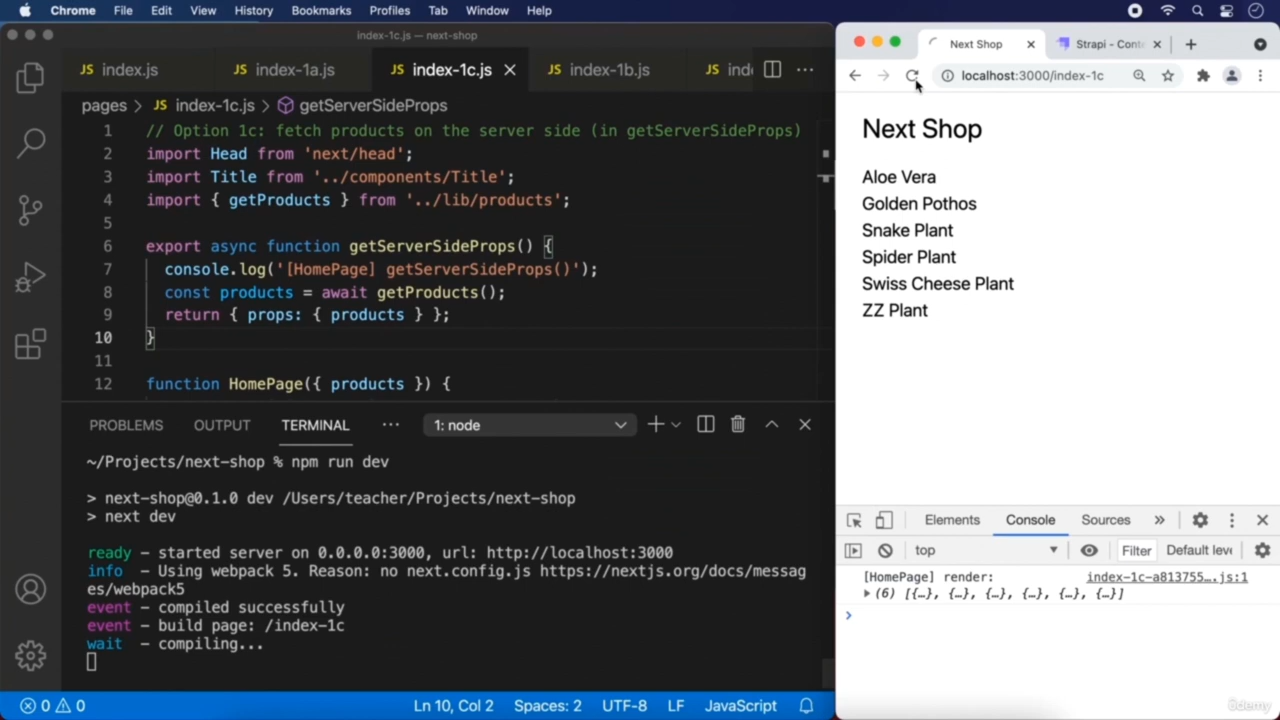 Chrome File Edit View History Bookmarks Profiles Tab Window Help
index-1c.js — next-shop
JS index.js JS index-1a.js JS index-1c.js JS index-1b.js JS inde
pages > JS index-1c.js > getServerSideProps
1 // Option 1c: fetch products on the server side (in getServerSideProps)
2 import Head from 'next/head';
3 import Title from '../components/Title';
4 import { getProducts } from '../lib/products';
5
6 export async function getServerSideProps() {
7 console.log('[HomePage] getServerSideProps()');
8 const products = await getProducts();
9 return { props: { products } };
10 }
11
12 function HomePage({ products }) {
PROBLEMS OUTPUT TERMINAL ··· 1: node
~/Projects/next-shop % npm run dev
> next-shop@0.1.0 dev /Users/teacher/Projects/next-shop
> next dev
ready - started server on 0.0.0.0:3000, url: http://localhost:3000
info - Using webpack 5. Reason: no next.config.js https://nextjs.org/docs/messag
es/webpack5
event - compiled successfully
event - build page: /index-1c
wait - compiling...
0 0 Ln 10, Col 2 Spaces: 2 UTF-8 LF JavaScript
Next Shop Strapi - Conte
localhost:3000/index-1c
Next Shop
Aloe Vera
Golden Pothos
Snake Plant
Spider Plant
Swiss Cheese Plant
ZZ Plant
Elements Console Sources »
top Filter Default leve
[HomePage] render: index-1c-a813755….js:1
(6) [{…}, {…}, {…}, {…}, {…}, {…}]
ûdemy